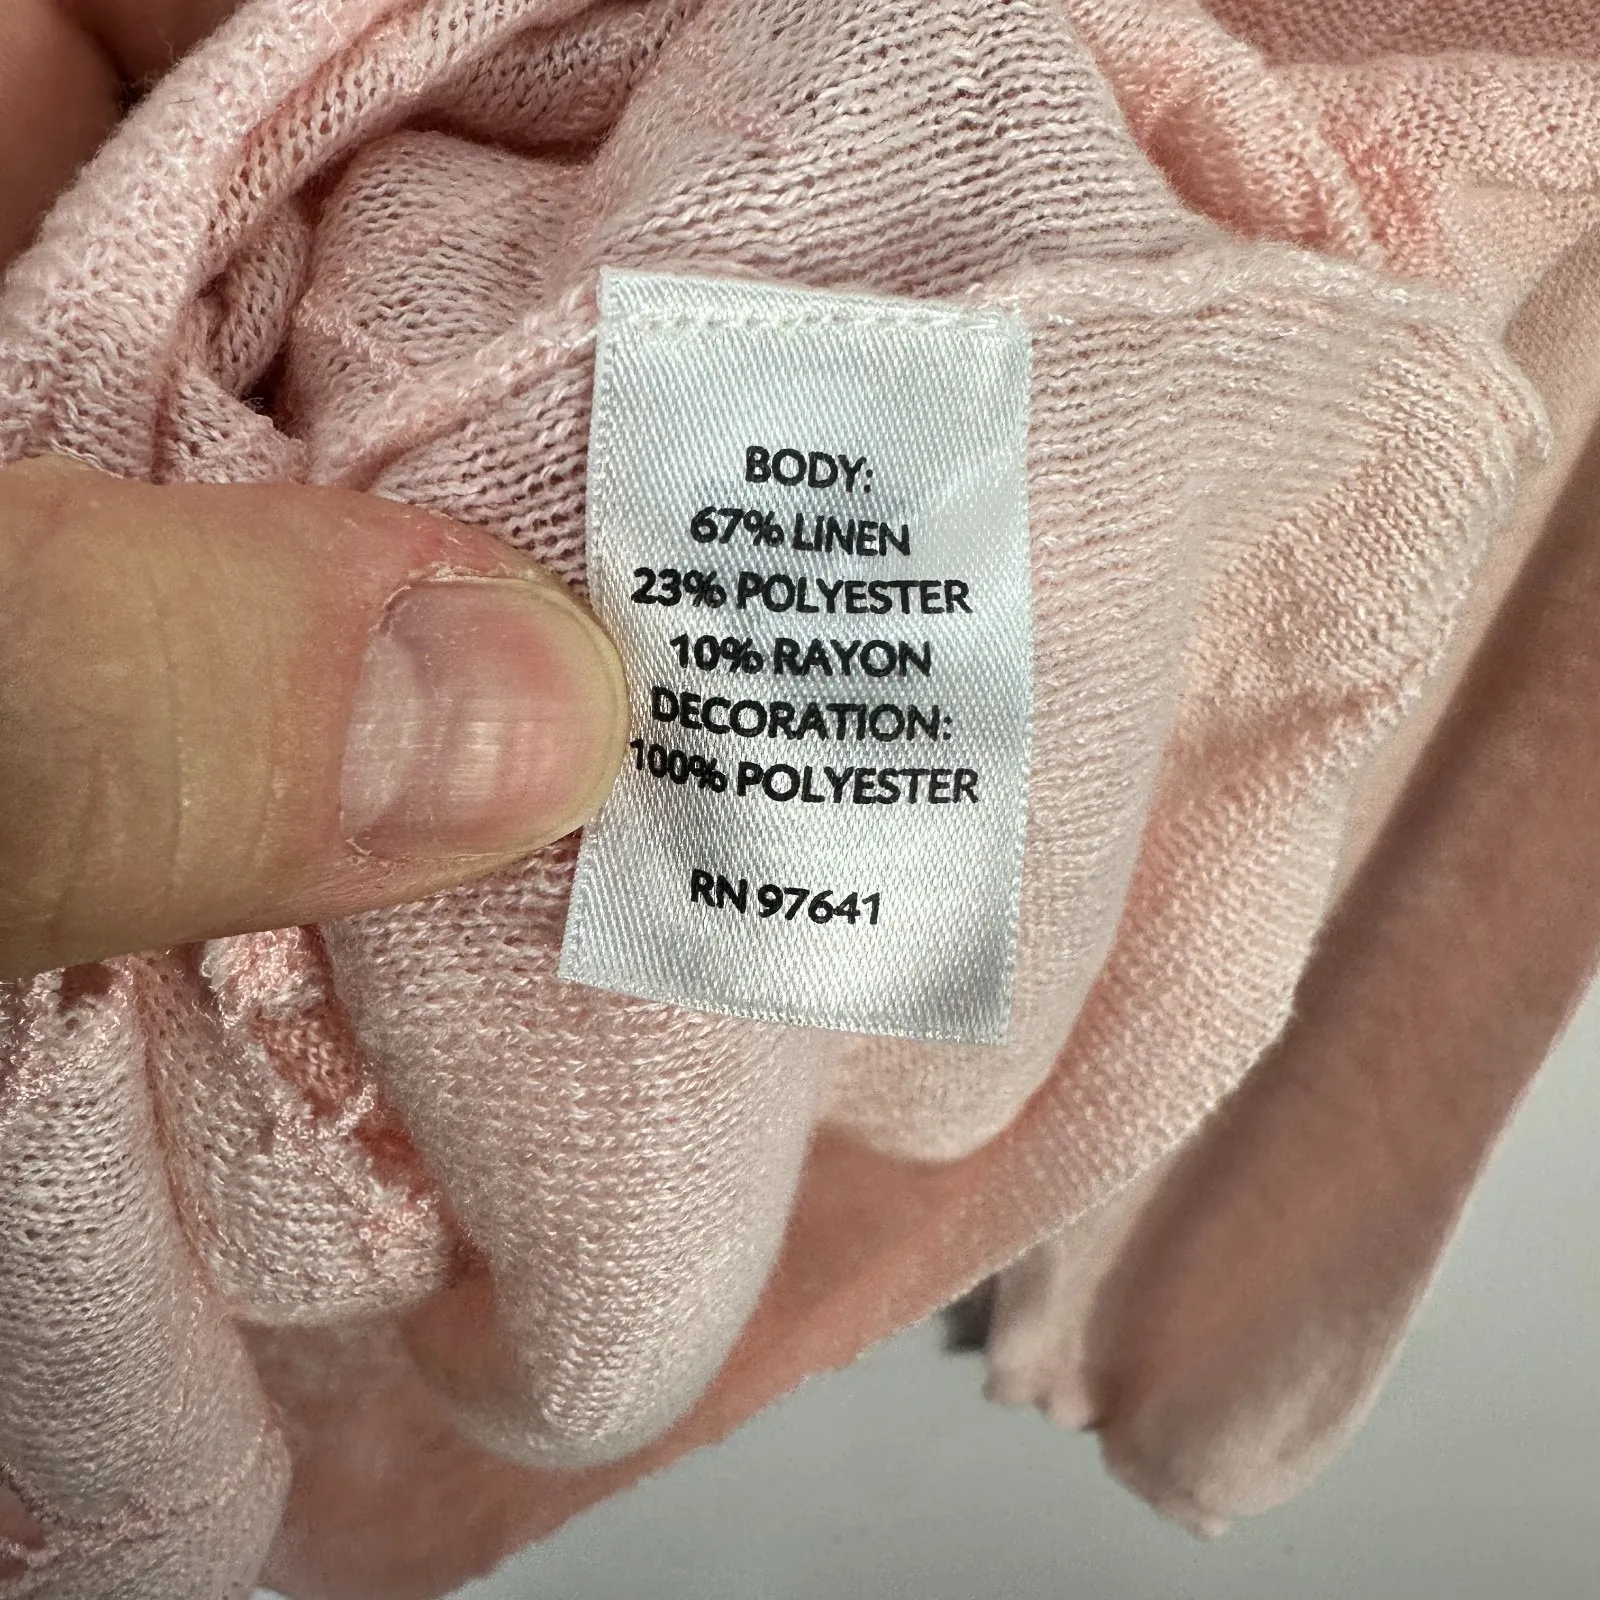 BODY:
67% LINEN
23% POLYESTER
10% RAYON
DECORATION:
100% POLYESTER
RN 97641